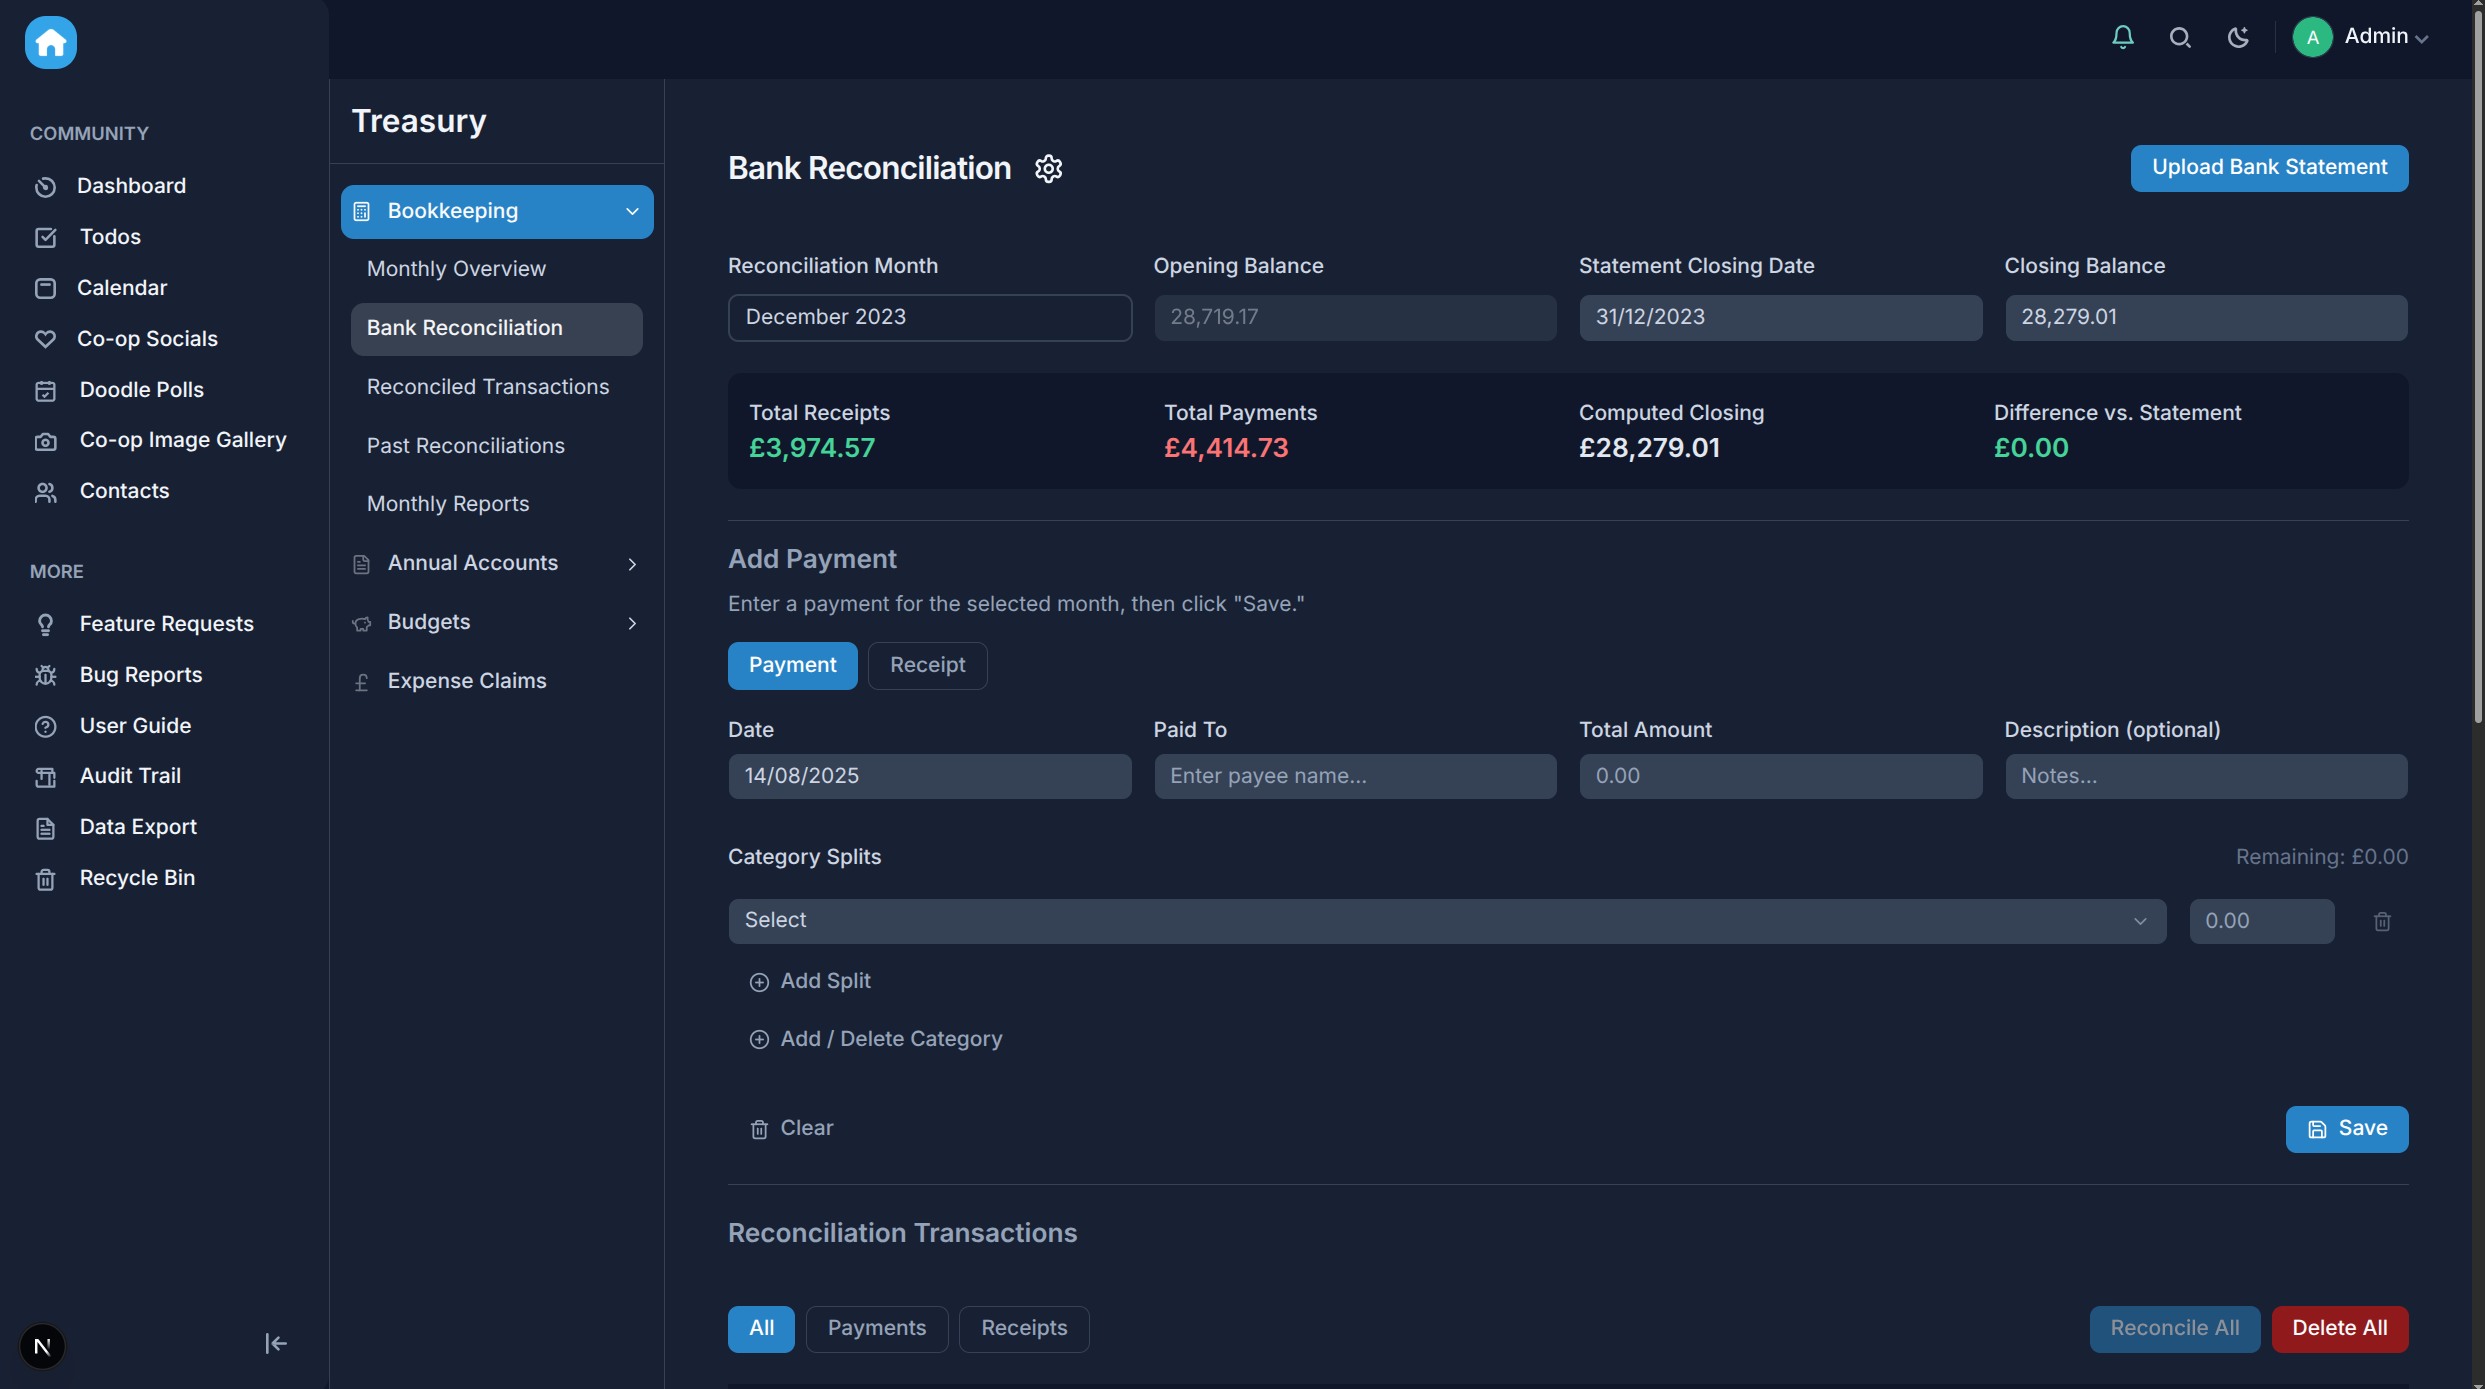 COMMUNITY
Dashboard
Todos
Calendar
Co-op Socials
Doodle Polls
Co-op Image Gallery
Contacts
MORE
Feature Requests
Bug Reports
User Guide
Audit Trail
Data Export
Recycle Bin
N
Treasury
Bookkeeping
Monthly Overview
Bank Reconciliation
Reconciled Transactions
Past Reconciliations
Monthly Reports
Annual Accounts
Budgets
£ Expense Claims
A Admin
Bank Reconciliation
Upload Bank Statement
Reconciliation Month Opening Balance Statement Closing Date Closing Balance
December 2023 28,719.17 31/12/2023 28,279.01
Total Receipts Total Payments Computed Closing Difference vs. Statement
£3,974.57 £4,414.73 £28,279.01 £0.00
Add Payment
Enter a payment for the selected month, then click "Save."
Payment Receipt
Date Paid To Total Amount Description (optional)
14/08/2025 Enter payee name... 0.00 Notes...
Category Splits Remaining: £0.00
Select 0.00
Add Split
Add / Delete Category
Clear Save
Reconciliation Transactions
All Payments Receipts Reconcile All Delete All